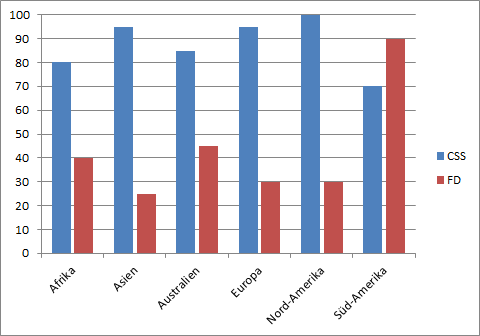 100
90
80
70
60
50
40
30
20
10
0
Afrika
Asien
Australien
Europa
Nord-Amerika
Süd-Amerika
CSS
FD